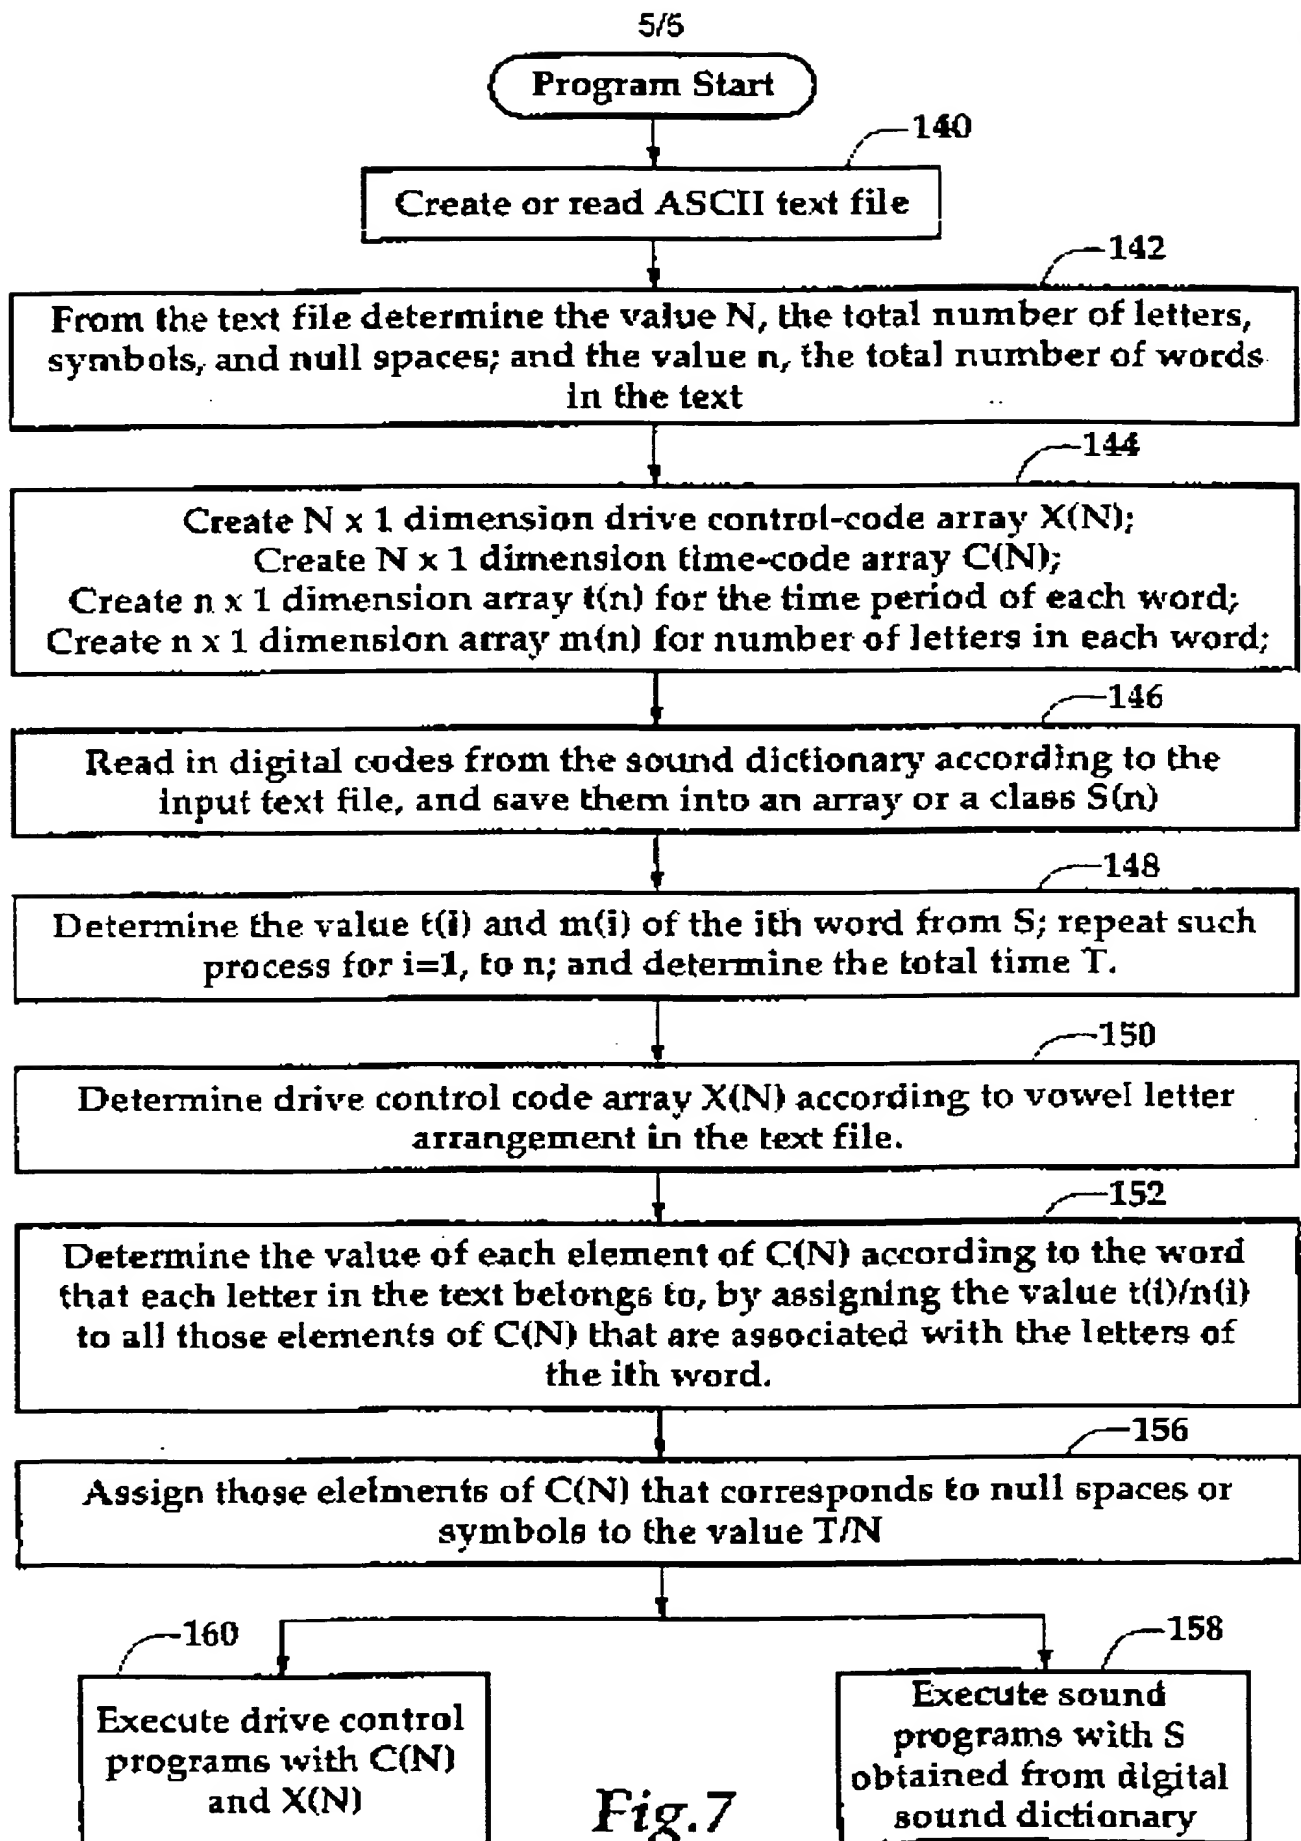 5/5
Program Start
140
Create or read ASCII text file
142
From the text file determine the value N, the total number of letters,
symbols, and null spaces; and the value n, the total number of words
in the text
144
Create N x 1 dimension drive control-code array X(N);
Create N x 1 dimension time-code array C(N);
Create n x 1 dimension array t(n) for the time period of each word;
Create n x 1 dimension array m(n) for number of letters in each word;
146
Read in digital codes from the sound dictionary according to the
input text file, and save them into an array or a class S(n)
148
Determine the value t(i) and m(i) of the ith word from S; repeat such
process for i=1, to n; and determine the total time T.
150
Determine drive control code array X(N) according to vowel letter
arrangement in the text file.
152
Determine the value of each element of C(N) according to the word
that each letter in the text belongs to, by assigning the value t(i)/n(i)
to all those elements of C(N) that are associated with the letters of
the ith word.
156
Assign those elelments of C(N) that corresponds to null spaces or
symbols to the value T/N
160
Execute drive control
programs with C(N)
and X(N)
158
Execute sound
programs with S
obtained from digital
sound dictionary
Fig.7